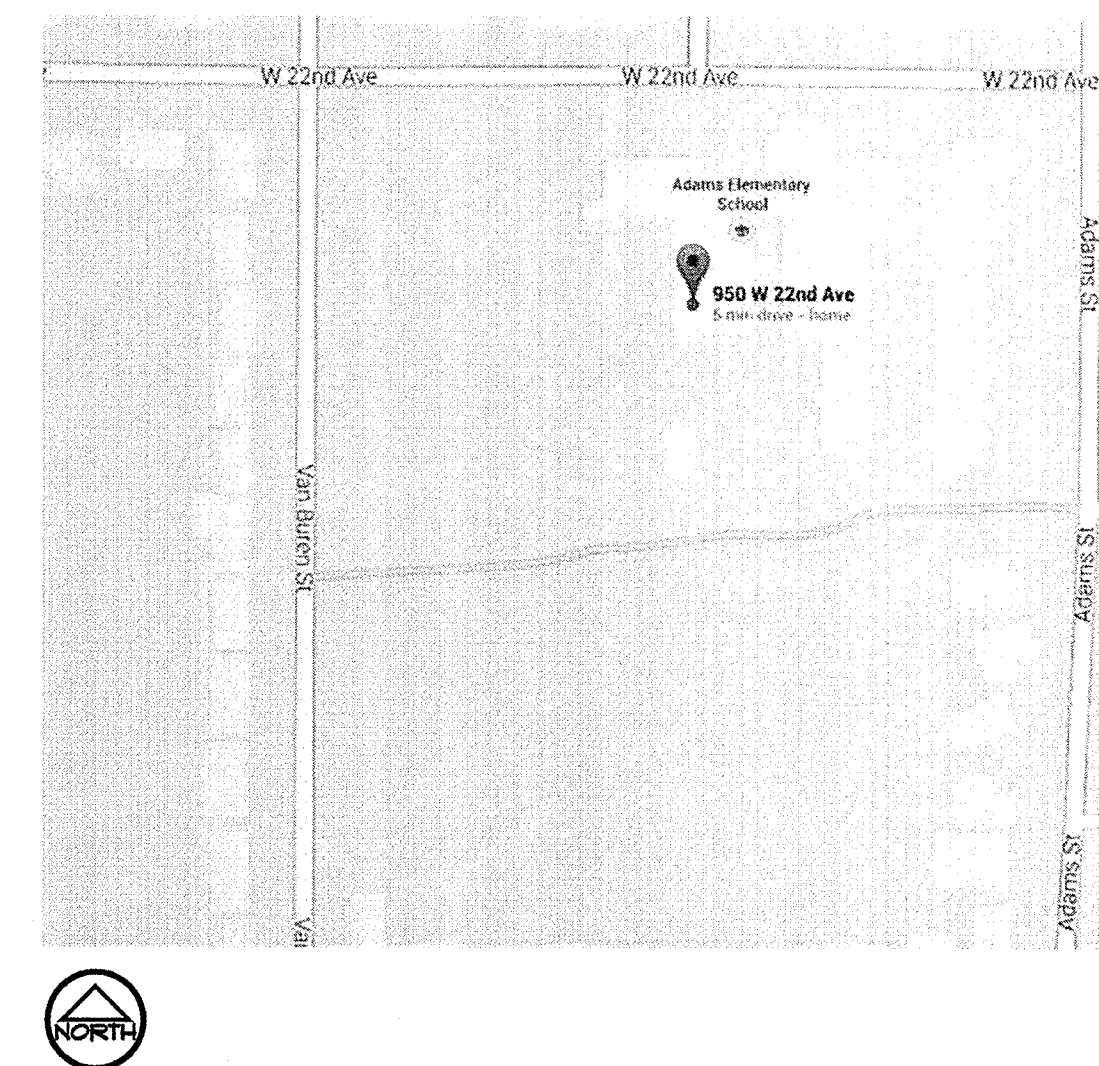 W 22nd Ave
W 22nd Ave
W 22nd Ave
Adams Elementary
School
Adams St
950 W 22nd Ave
5 min drive - home
Van Buren St
Adams St
Adams St
Va
NORTH